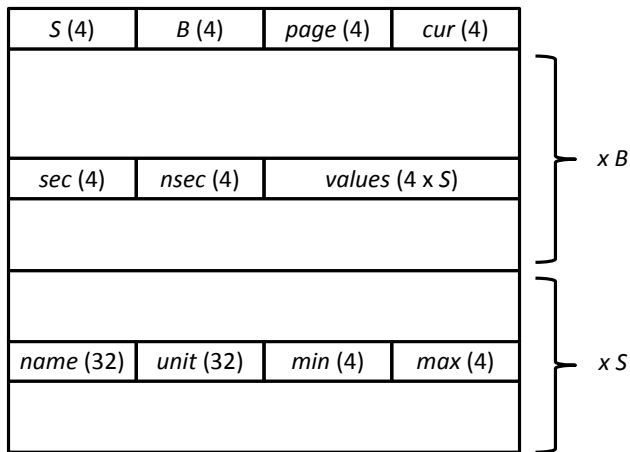 S (4) B (4) page (4) cur (4)
x B
sec (4) nsec (4) values (4 x S)
name (32) unit (32) min (4) max (4)
x S